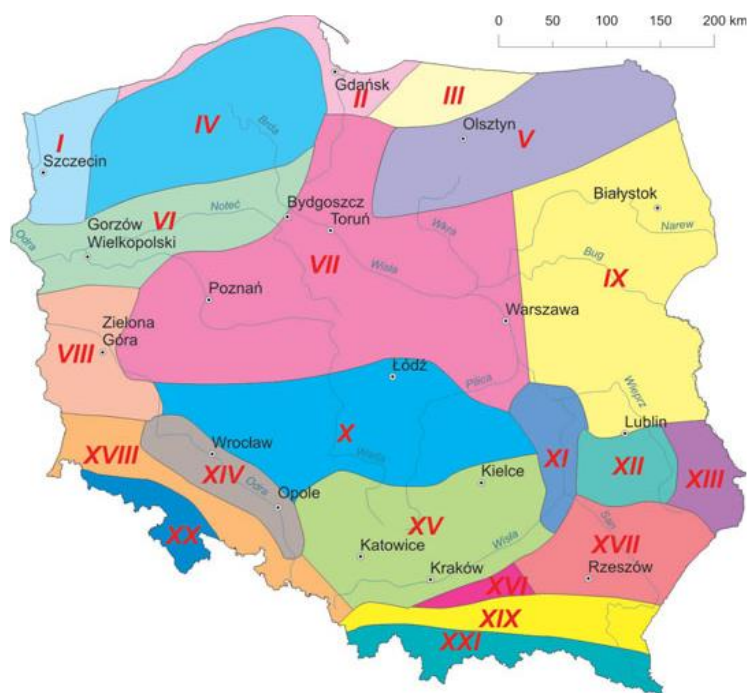 0 50 100 150 200 km
Gdańsk
II
III
I
IV
Brda
Olsztyn
V
Szczecin
Białystok
VI
Noteć
Bydgoszcz
Toruń
Wkra
Narew
Gorzów
Wielkopolski
Odra
VII
Wisła
Bug
IX
Poznań
Warszawa
Zielona
Góra
VIII
Łódź
Pilica
Wieprz
X
Lublin
Wrocław
Warta
XI
XII
XVIII
XIV
Odra
Kielce
XIII
Opole
XV
San
XX
Wisła
XVII
Katowice
Kraków
XVI
Rzeszów
XIX
XXI